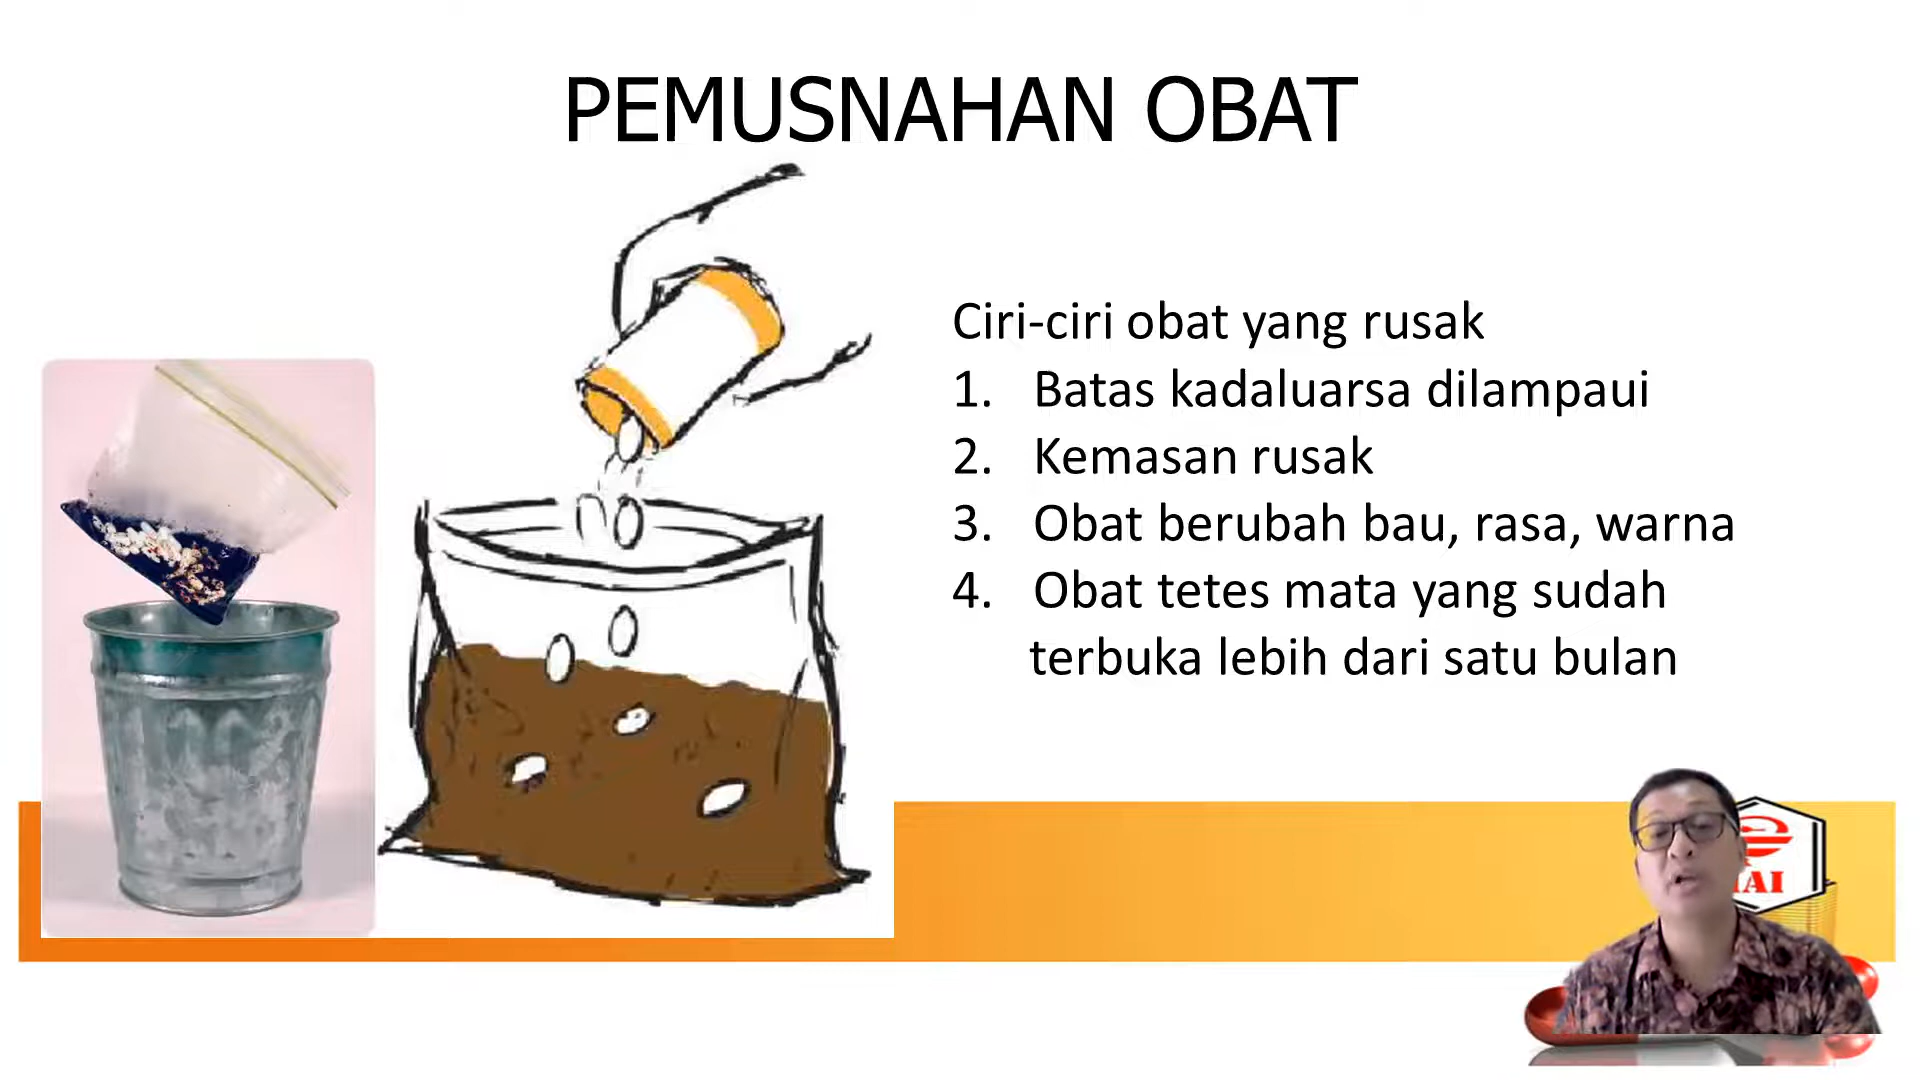 PEMUSNAHAN OBAT
Ciri-ciri obat yang rusak
1. Batas kadaluarsa dilampaui
2. Kemasan rusak
3. Obat berubah bau, rasa, warna
4. Obat tetes mata yang sudah
terbuka lebih dari satu bulan